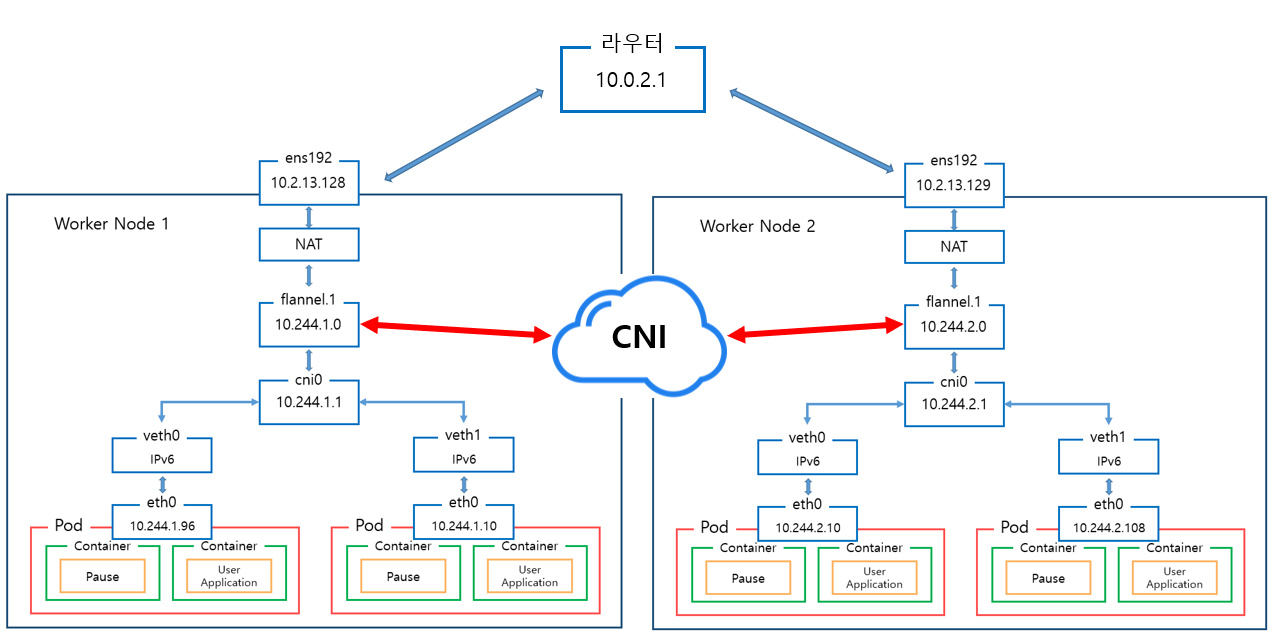 라우터
10.0.2.1
ens192
10.2.13.128
Worker Node 1
NAT
flannel.1
10.244.1.0
cni0
10.244.1.1
veth0
IPv6
veth1
IPv6
eth0
10.244.1.96
eth0
10.244.1.10
Pod
Container
Pause
Container
User
Application
Pod
Container
Pause
Container
User
Application
CNI
ens192
10.2.13.129
Worker Node 2
NAT
flannel.1
10.244.2.0
cni0
10.244.2.1
veth0
IPv6
veth1
IPv6
eth0
10.244.2.10
eth0
10.244.2.108
Pod
Container
Pause
Container
User
Application
Pod
Container
Pause
Container
User
Application